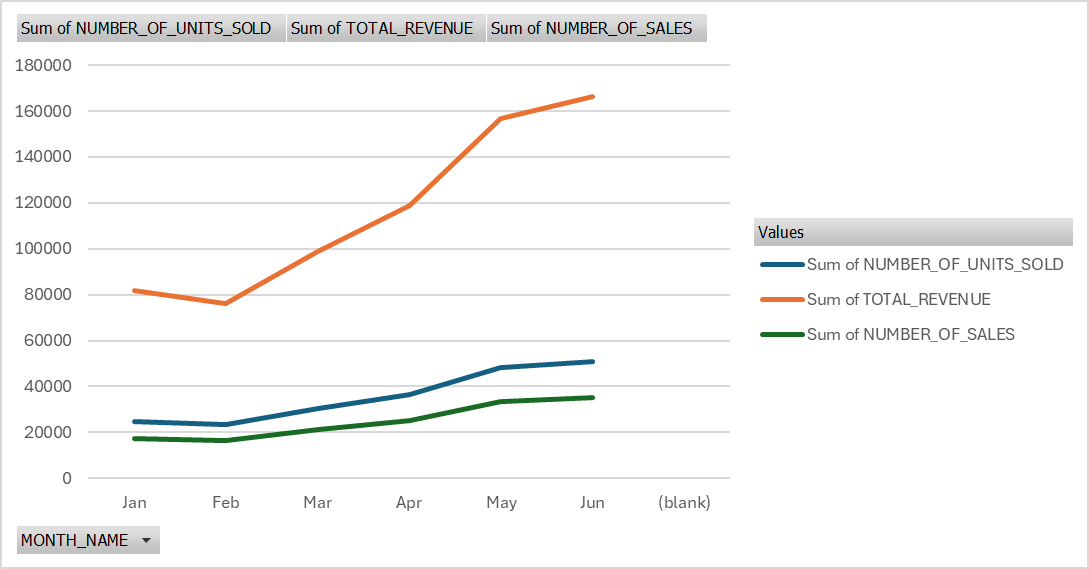 Sum of NUMBER_OF_UNITS_SOLD Sum of TOTAL_REVENUE Sum of NUMBER_OF_SALES
180000
160000
140000
120000
100000
80000
60000
40000
20000
0
Jan Feb Mar Apr May Jun (blank)
MONTH_NAME
Values
Sum of NUMBER_OF_UNITS_SOLD
Sum of TOTAL_REVENUE
Sum of NUMBER_OF_SALES